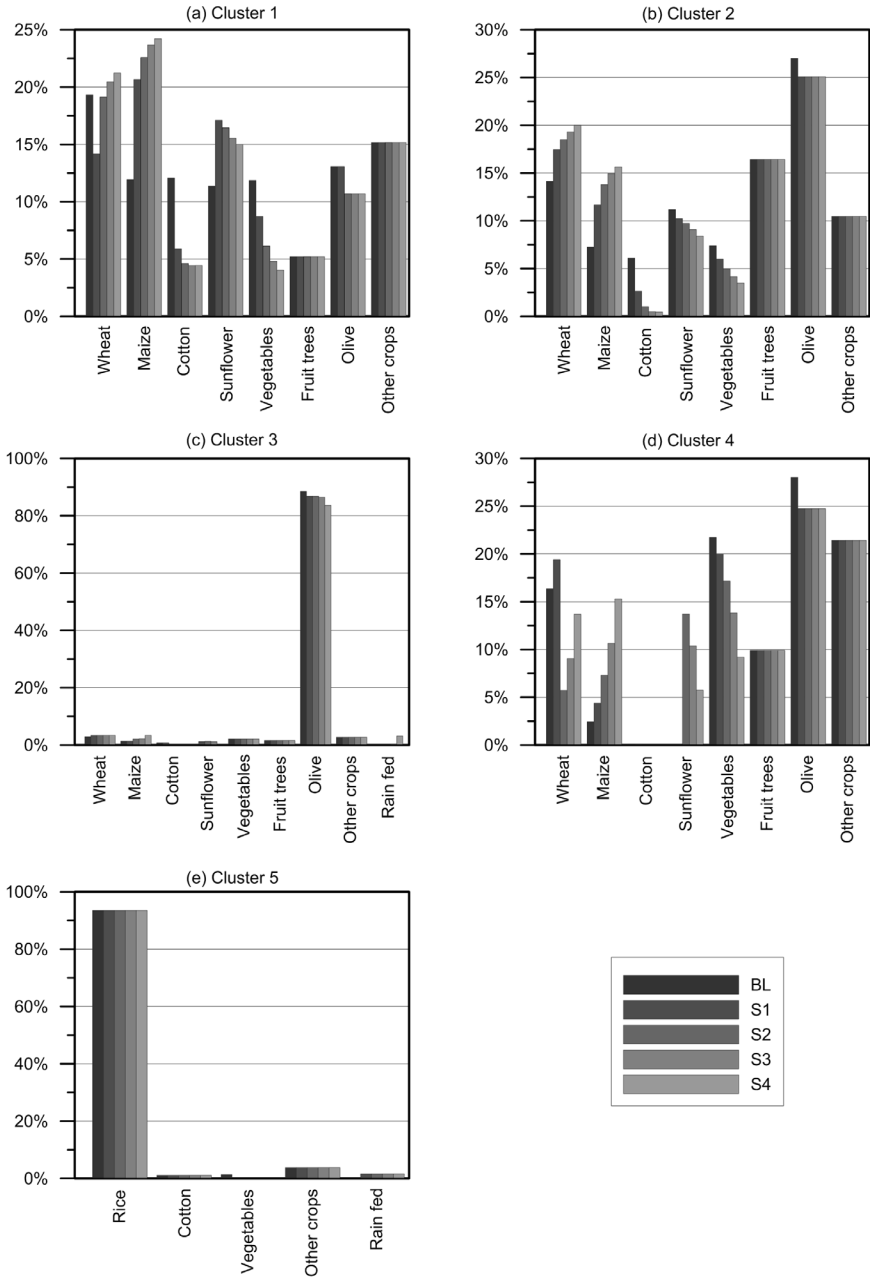 (a) Cluster 1
25%
20%
15%
10%
5%
0%
Wheat
Maize
Cotton
Sunflower
Vegetables
Fruit trees
Olive
Other crops
(b) Cluster 2
30%
25%
20%
15%
10%
5%
0%
Wheat
Maize
Cotton
Sunflower
Vegetables
Fruit trees
Olive
Other crops
(c) Cluster 3
100%
80%
60%
40%
20%
0%
Wheat
Maize
Cotton
Sunflower
Vegetables
Fruit trees
Olive
Other crops
Rain fed
(d) Cluster 4
30%
25%
20%
15%
10%
5%
0%
Wheat
Maize
Cotton
Sunflower
Vegetables
Fruit trees
Olive
Other crops
(e) Cluster 5
100%
80%
60%
40%
20%
0%
Rice
Cotton
Vegetables
Other crops
Rain fed
BL
S1
S2
S3
S4